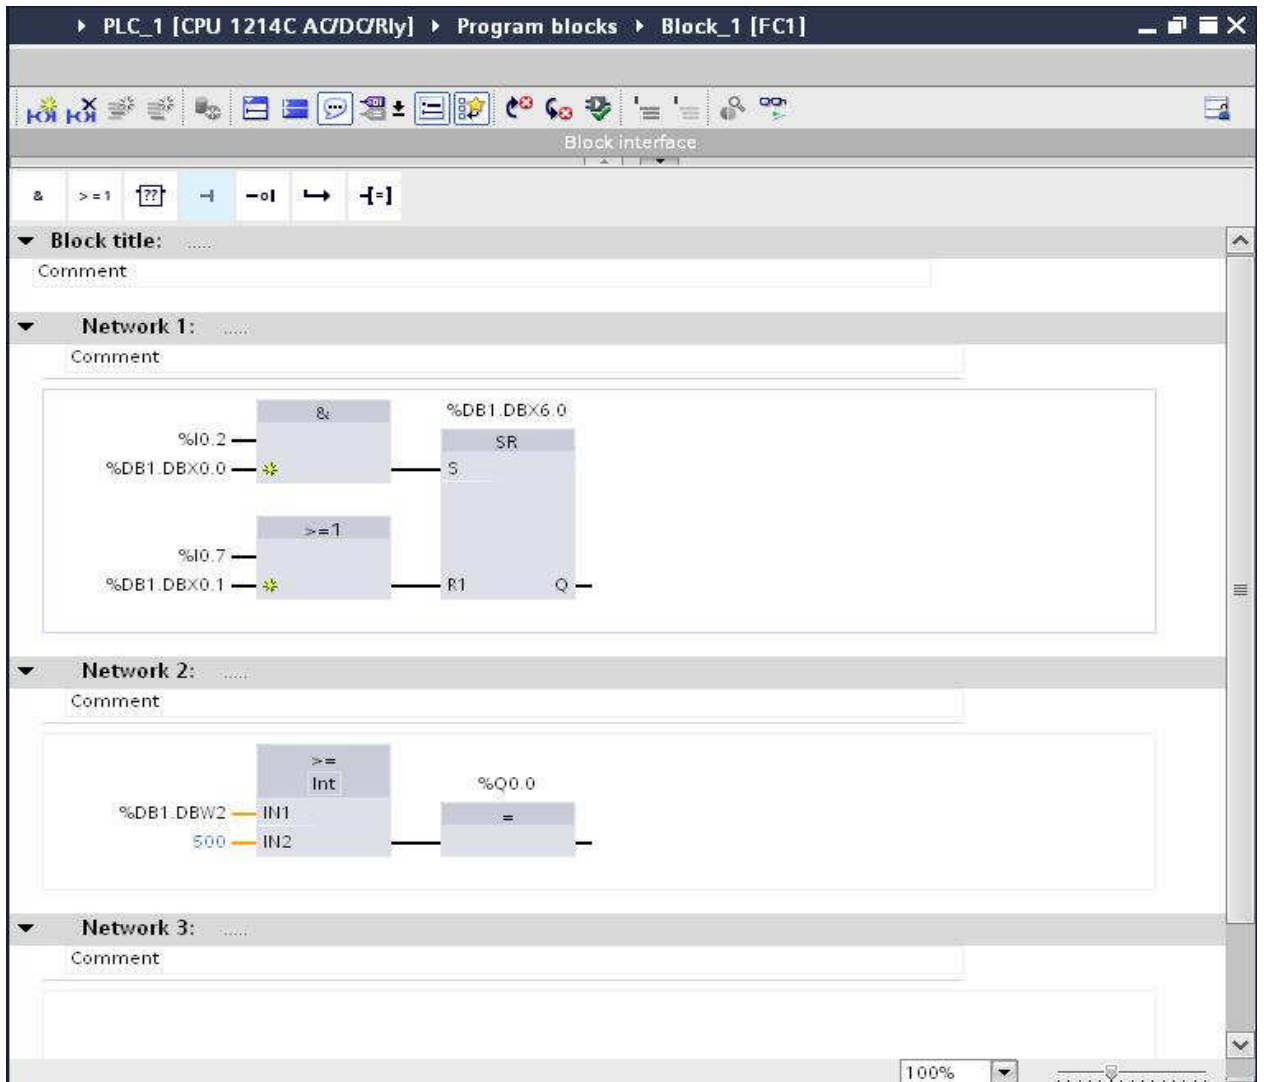 PLC_1 [CPU 1214C AC/DC/Rly] Program blocks Block_1 [FC1]
Block interface
& >=1 ?? -o| -[=]
Block title: .....
Comment
Network 1: .....
Comment
& %DB1.DBX6.0
%I0.2 SR
%DB1.DBX0.0 S
>=1
%I0.7
%DB1.DBX0.1 R1 Q
Network 2: .....
Comment
>=
Int %Q0.0
%DB1.DBW2 IN1 =
500 IN2
Network 3: .....
Comment
100%